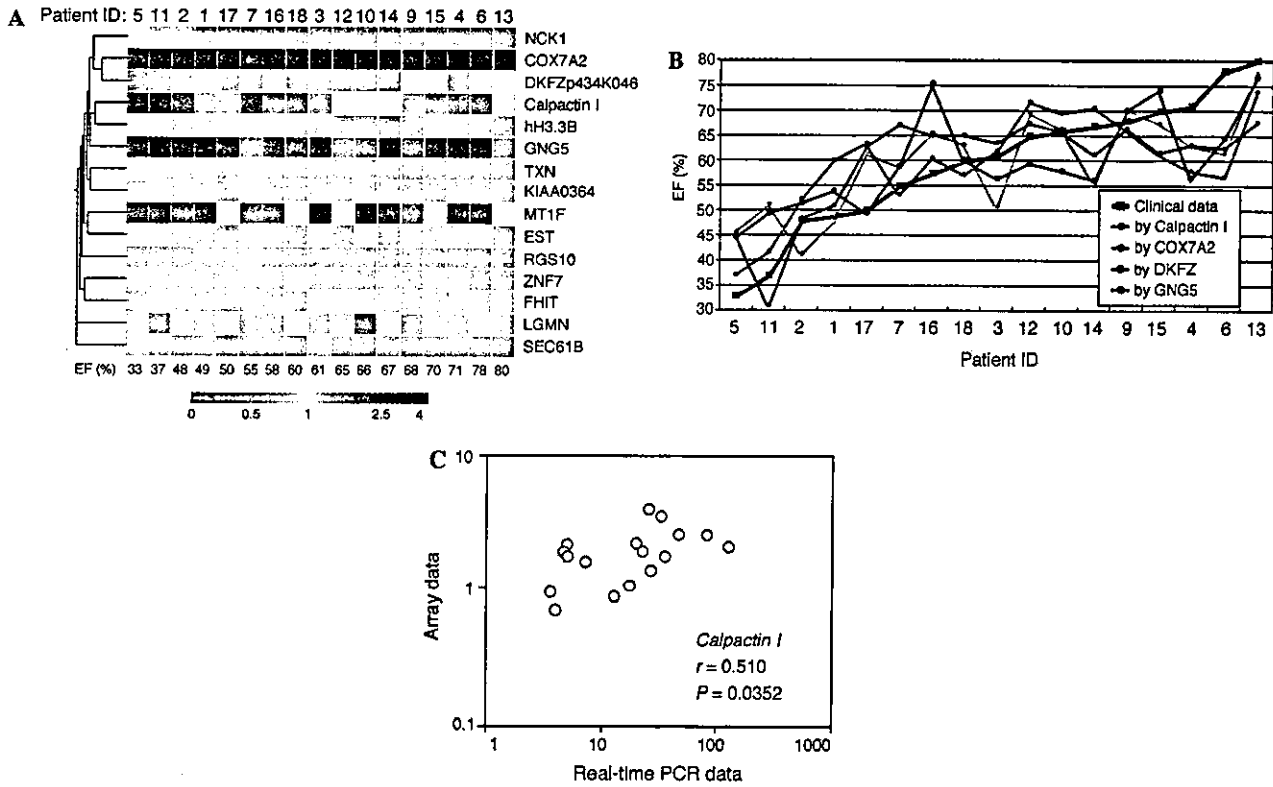 A
Patient ID: 5 11 2 1 17 7 16 18 3 12 10 14 9 15 4 6 13
NCK1
COX7A2
DKFZp434K046
Calpactin I
hH3.3B
GNG5
TXN
KIAA0364
MT1F
EST
RGS10
ZNF7
FHIT
LGMN
SEC61B
EF (%) 33 37 48 49 50 55 58 60 61 65 66 67 68 70 71 78 80
0 0.5 1 2.5 4
B
80
75
70
65
60
55
50
45
40
35
30
EF (%)
Clinical data
by Calpactin I
by COX7A2
by DKFZ
by GNG5
5 11 2 1 17 7 16 18 3 12 10 14 9 15 4 6 13
Patient ID
C
10
1
0.1
Array data
Calpactin I
r = 0.510
P = 0.0352
1 10 100 1000
Real-time PCR data